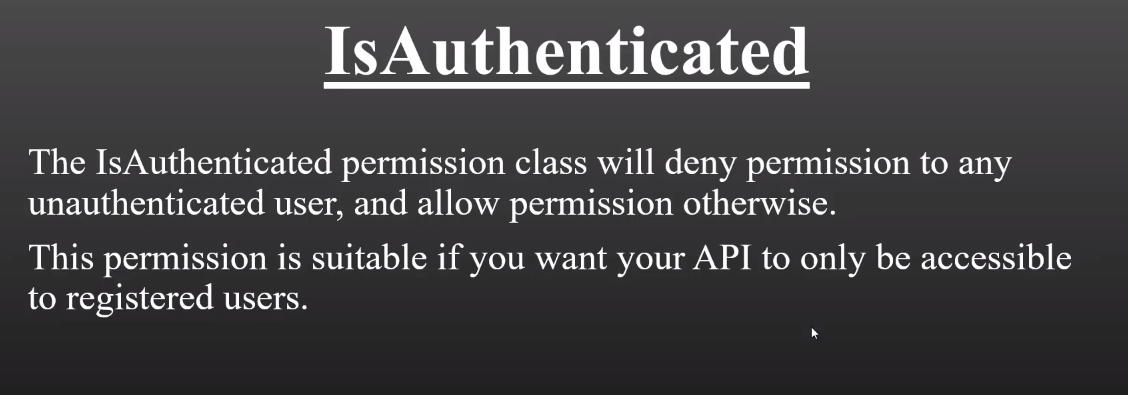 IsAuthenticated
The IsAuthenticated permission class will deny permission to any
unauthenticated user, and allow permission otherwise.
This permission is suitable if you want your API to only be accessible
to registered users.